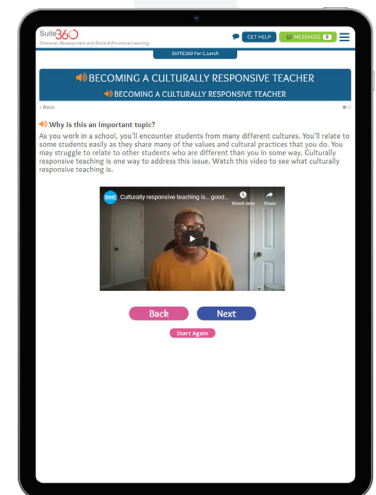 Suite360
Character Development and Social & Emotional Learning
GET HELP
MESSAGES 0
SUITE360 For C.Lurch
BECOMING A CULTURALLY RESPONSIVE TEACHER
BECOMING A CULTURALLY RESPONSIVE TEACHER
< Back
Why is this an important topic?
As you work in a school, you'll encounter students from many different cultures. You'll relate to
some students easily as they share many of the values and cultural practices that you do. You
may struggle to relate to other students who are different than you in some way. Culturally
responsive teaching is one way to address this issue. Watch this video to see what culturally
responsive teaching is.
Culturally responsive teaching is... good...
Watch later
Share
Back
Next
Start Again